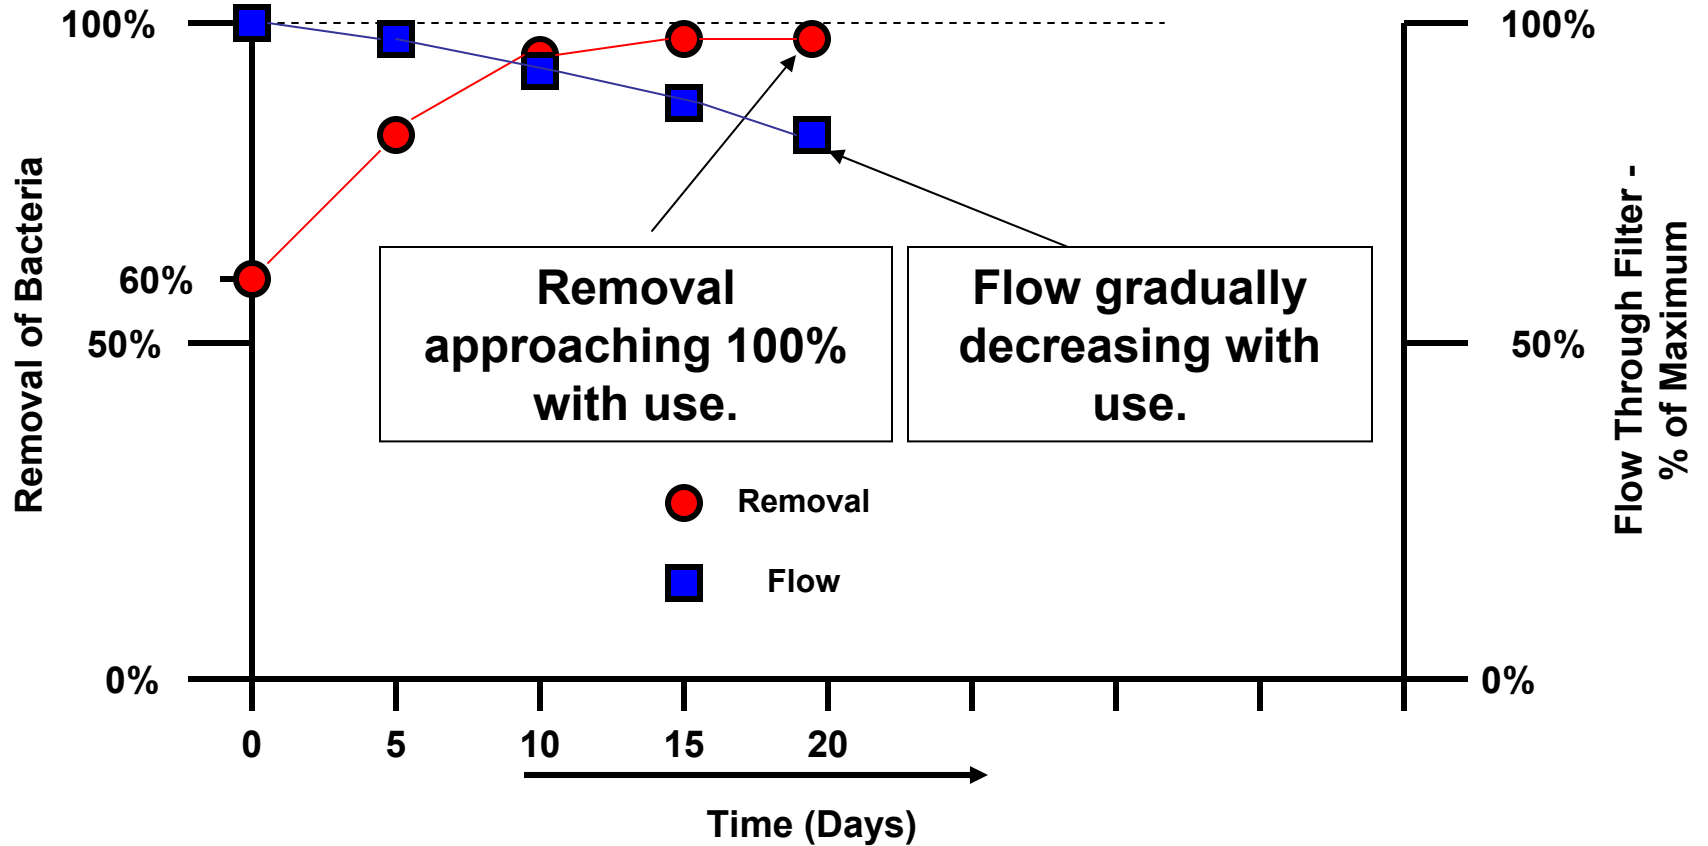 100%
100%
Removal of Bacteria
60%
50%
Removal
approaching 100%
with use.
Flow gradually
decreasing with
use.
50%
Flow Through Filter -
% of Maximum
Removal
Flow
0%
0%
0 5 10 15 20
Time (Days)